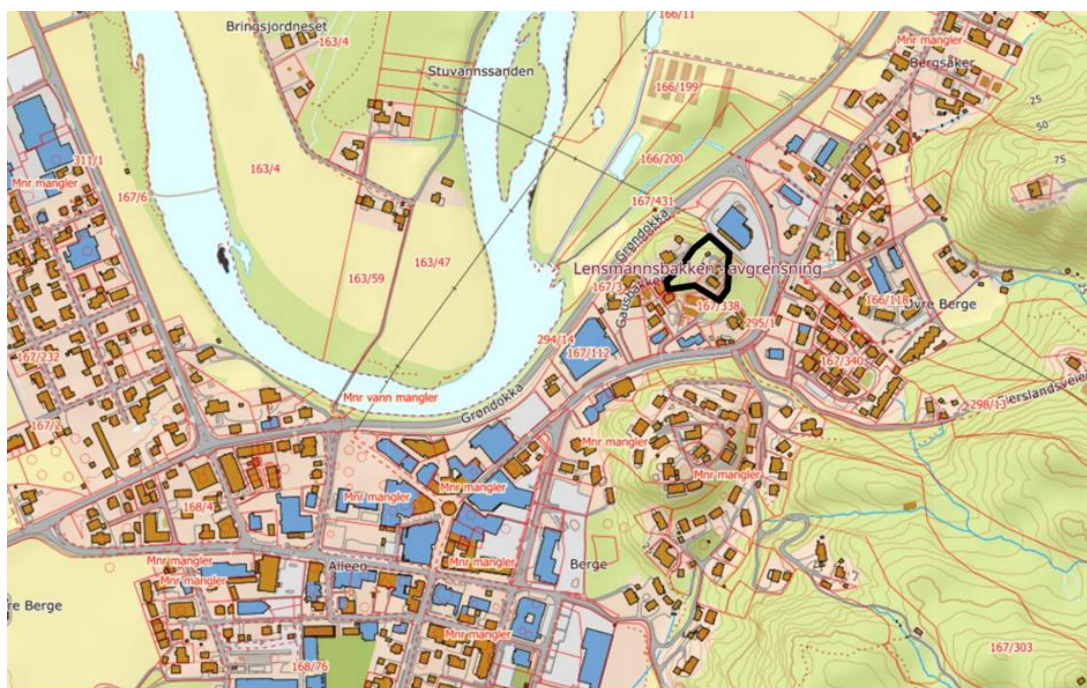 166/11
Bringsjordneset
163/4
Mnr mangler
Bergsåker
Stuvannssanden
166/199
25
50
75
311/1
Mnr mangler
167/6
163/4
166/200
167/431
Grøndokka
Lensmannsbakken - avgrensning
163/59
163/47
167/3
Gausbakken
167/338
166/118
Øvre Berge
295/1
294/14
167/112
167/232
167/340
Mnr vann mangler
Grøndokka
298/13
167/2
Mnr mangler
Mnr mangler
Mnr mangler
Mnr mangler
168/4
Mnr mangler
Mnr mangler
Alleen
Berge
re Berge
Mnr mangler
167/303
168/76